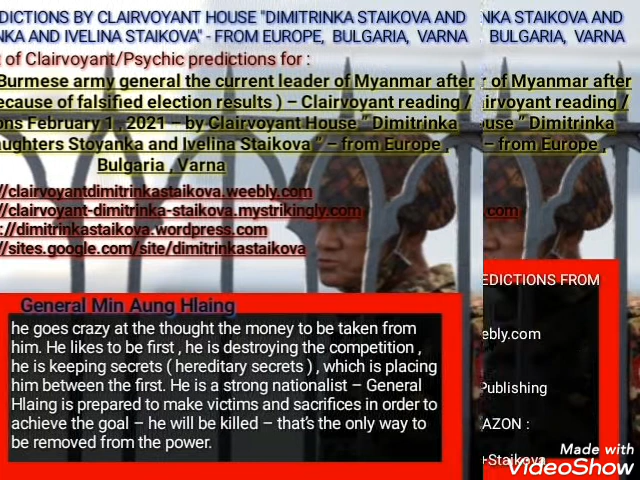 DICTIONS BY CLAIRVOYANT HOUSE "DIMITRINKA STAIKOVA AND
NKA AND IVELINA STAIKOVA" - FROM EUROPE, BULGARIA, VARNA
of Clairvoyant/Psychic predictions for :
Burmese army general the current leader of Myanmar after
ecause of falsified election results ) – Clairvoyant reading /
ons February 1 , 2021 – by Clairvoyant House " Dimitrinka
aughters Stoyanka and Ivelina Staikova " – from Europe ,
Bulgaria , Varna
//clairvoyantdimitrinkastaikova.weebly.com
//clairvoyant-dimitrinka-staikova.mystrikingly.com
://dimitrinkastaikova.wordpress.com
//sites.google.com/site/dimitrinkastaikova
General Min Aung Hlaing
he goes crazy at the thought the money to be taken from
him. He likes to be first , he is destroying the competition ,
he is keeping secrets ( hereditary secrets ) , which is placing
him between the first. He is a strong nationalist – General
Hlaing is prepared to make victims and sacrifices in order to
achieve the goal – he will be killed – that's the only way to
be removed from the power.
NKA STAIKOVA AND
BULGARIA, VARNA
r of Myanmar after
airvoyant reading /
use " Dimitrinka
– from Europe ,
.com
EDICTIONS FROM
ebly.com
Publishing
AZON :
+Staikova
Made with
VideoShow